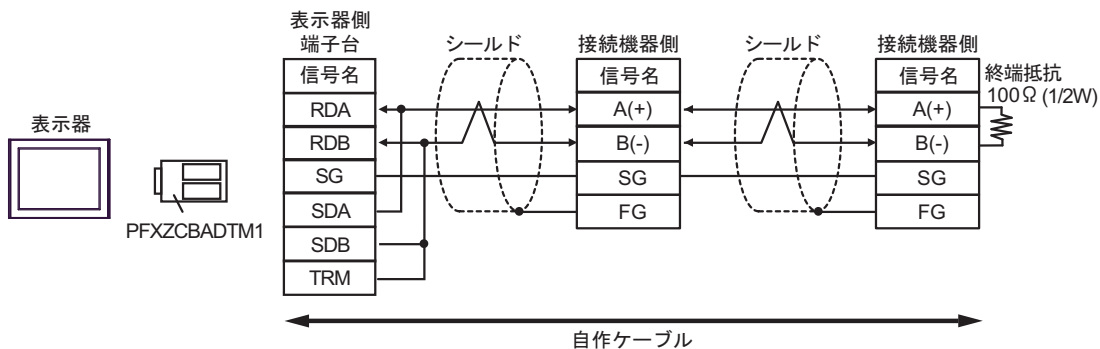 表示器
PFXZCBADTM1
表示器側
端子台
信号名
RDA
RDB
SG
SDA
SDB
TRM
シールド
接続機器側
信号名
A(+)
B(-)
SG
FG
シールド
接続機器側
信号名
A(+)
B(-)
SG
FG
終端抵抗
100Ω (1/2W)
自作ケーブル